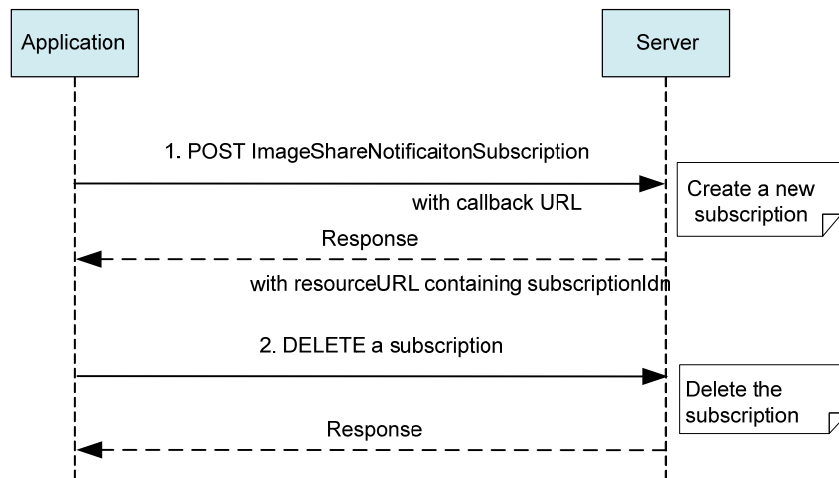 Application
Server
1. POST ImageShareNotificaitonSubscription
with callback URL
Create a new
subscription
Response
with resourceURL containing subscriptionIdn
2. DELETE a subscription
Delete the
subscription
Response